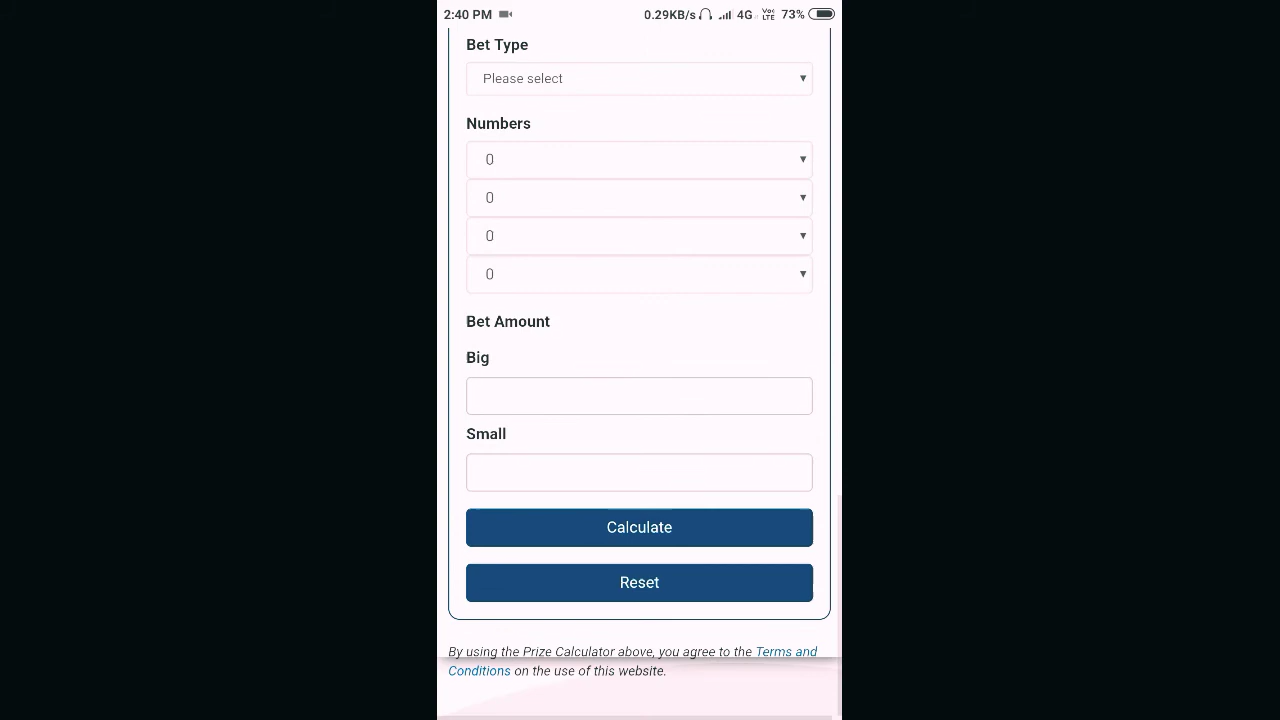 2:40 PM 0.29KB/s 4G Vo) LTE 73%
Bet Type
Please select
Numbers
0
0
0
0
Bet Amount
Big
Small
Calculate
Reset
By using the Prize Calculator above, you agree to the Terms and
Conditions on the use of this website.